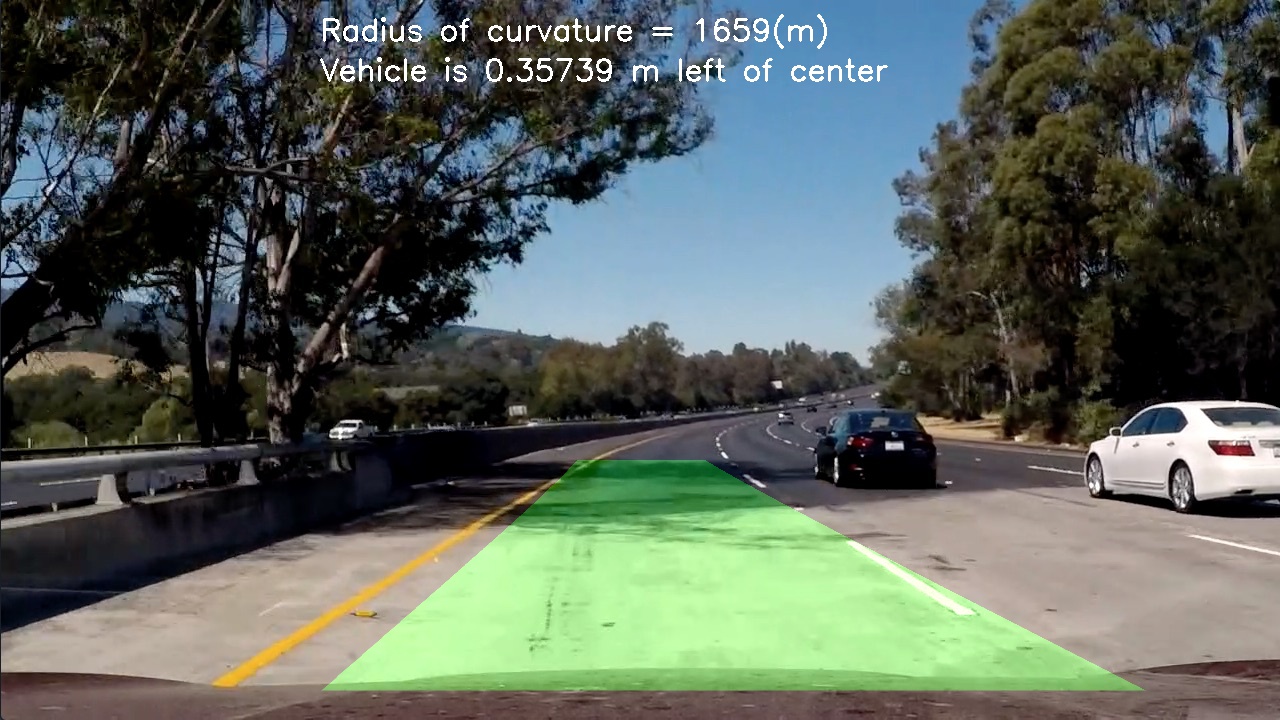 Radius of curvature = 1659(m)
Vehicle is 0.35739 m left of center